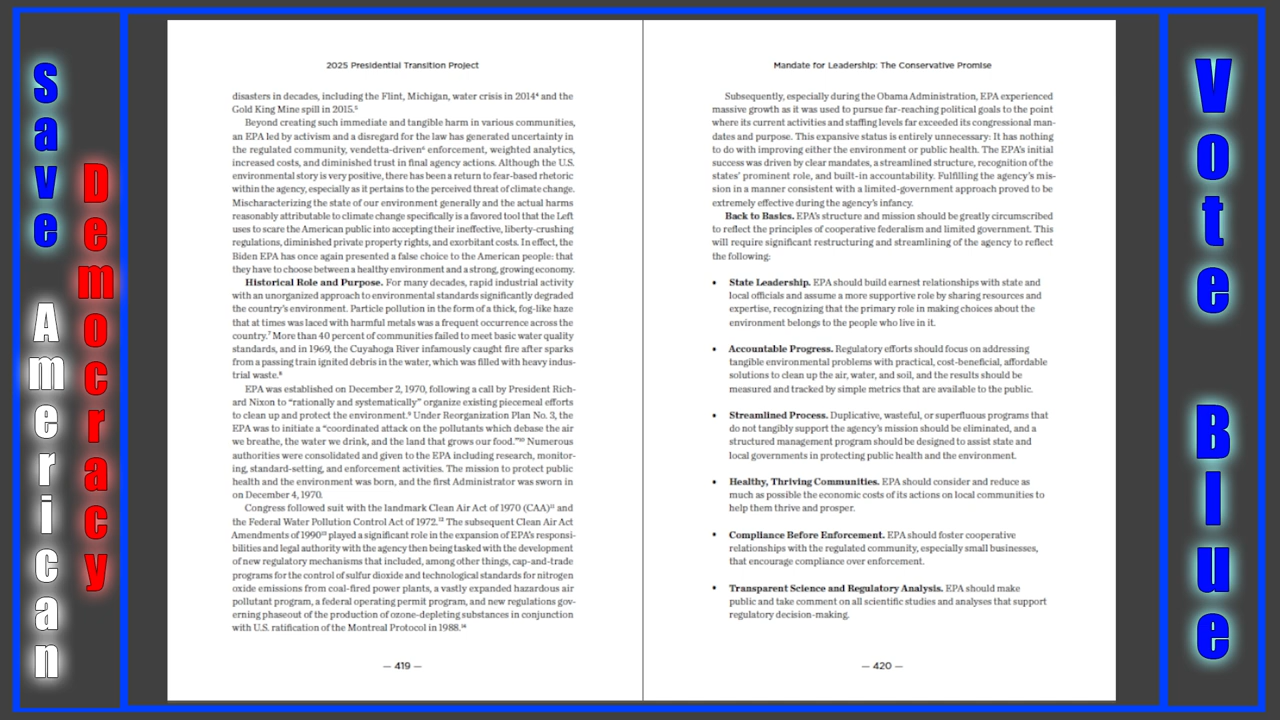 Save
American
Democracy
2025 Presidential Transition Project
disasters in decades, including the Flint, Michigan, water crisis in 2014⁴ and the
Gold King Mine spill in 2015.⁵
Beyond creating such immediate and tangible harm in various communities,
an EPA led by activism and a disregard for the law has generated uncertainty in
the regulated community, vendetta-driven⁶ enforcement, weighted analytics,
increased costs, and diminished trust in final agency actions. Although the U.S.
environmental story is very positive, there has been a return to fear-based rhetoric
within the agency, especially as it pertains to the perceived threat of climate change.
Mischaracterizing the state of our environment generally and the actual harms
reasonably attributable to climate change specifically is a favored tool that the Left
uses to scare the American public into accepting their ineffective, liberty-crushing
regulations, diminished private property rights, and exorbitant costs. In effect, the
Biden EPA has once again presented a false choice to the American people: that
they have to choose between a healthy environment and a strong, growing economy.
Historical Role and Purpose. For many decades, rapid industrial activity
with an unorganized approach to environmental standards significantly degraded
the country's environment. Particle pollution in the form of a thick, fog-like haze
that at times was laced with harmful metals was a frequent occurrence across the
country.⁷ More than 40 percent of communities failed to meet basic water quality
standards, and in 1969, the Cuyahoga River infamously caught fire after sparks
from a passing train ignited debris in the water, which was filled with heavy indus-
trial waste.⁸
EPA was established on December 2, 1970, following a call by President Rich-
ard Nixon to "rationally and systematically" organize existing piecemeal efforts
to clean up and protect the environment.⁹ Under Reorganization Plan No. 3, the
EPA was to initiate a "coordinated attack on the pollutants which debase the air
we breathe, the water we drink, and the land that grows our food."¹⁰ Numerous
authorities were consolidated and given to the EPA including research, monitor-
ing, standard-setting, and enforcement activities. The mission to protect public
health and the environment was born, and the first Administrator was sworn in
on December 4, 1970.
Congress followed suit with the landmark Clean Air Act of 1970 (CAA)¹¹ and
the Federal Water Pollution Control Act of 1972.¹² The subsequent Clean Air Act
Amendments of 1990¹³ played a significant role in the expansion of EPA's responsi-
bilities and legal authority with the agency then being tasked with the development
of new regulatory mechanisms that included, among other things, cap-and-trade
programs for the control of sulfur dioxide and technological standards for nitrogen
oxide emissions from coal-fired power plants, a vastly expanded hazardous air
pollutant program, a federal operating permit program, and new regulations gov-
erning phaseout of the production of ozone-depleting substances in conjunction
with U.S. ratification of the Montreal Protocol in 1988.¹⁴
— 419 —
Mandate for Leadership: The Conservative Promise
Subsequently, especially during the Obama Administration, EPA experienced
massive growth as it was used to pursue far-reaching political goals to the point
where its current activities and staffing levels far exceeded its congressional man-
dates and purpose. This expansive status is entirely unnecessary: It has nothing
to do with improving either the environment or public health. The EPA's initial
success was driven by clear mandates, a streamlined structure, recognition of the
states' prominent role, and built-in accountability. Fulfilling the agency's mis-
sion in a manner consistent with a limited-government approach proved to be
extremely effective during the agency's infancy.
Back to Basics. EPA's structure and mission should be greatly circumscribed
to reflect the principles of cooperative federalism and limited government. This
will require significant restructuring and streamlining of the agency to reflect
the following:
• State Leadership. EPA should build earnest relationships with state and
local officials and assume a more supportive role by sharing resources and
expertise, recognizing that the primary role in making choices about the
environment belongs to the people who live in it.
• Accountable Progress. Regulatory efforts should focus on addressing
tangible environmental problems with practical, cost-beneficial, affordable
solutions to clean up the air, water, and soil, and the results should be
measured and tracked by simple metrics that are available to the public.
• Streamlined Process. Duplicative, wasteful, or superfluous programs that
do not tangibly support the agency's mission should be eliminated, and a
structured management program should be designed to assist state and
local governments in protecting public health and the environment.
• Healthy, Thriving Communities. EPA should consider and reduce as
much as possible the economic costs of its actions on local communities to
help them thrive and prosper.
• Compliance Before Enforcement. EPA should foster cooperative
relationships with the regulated community, especially small businesses,
that encourage compliance over enforcement.
• Transparent Science and Regulatory Analysis. EPA should make
public and take comment on all scientific studies and analyses that support
regulatory decision-making.
— 420 —
Vote
Blue